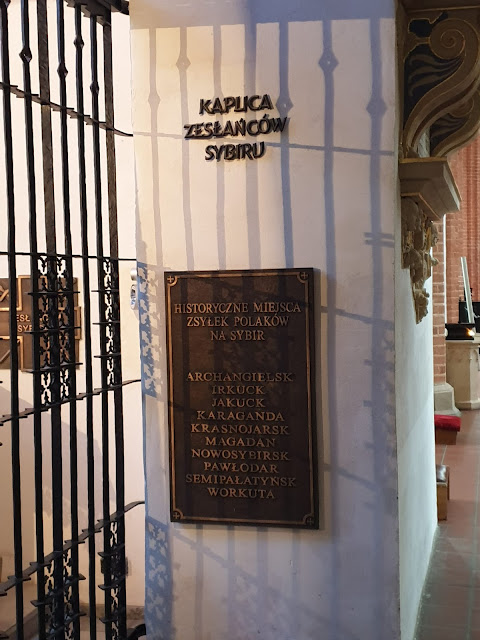 KAPLICA
ZESŁAŃCÓW
SYBIRU
HISTORYCZNE MIEJSCA
ZSYŁEK POLAKÓW
NA SYBIR
ARCHANGIELSK
IRKUCK
JAKUCK
KARAGANDA
KRASNOJARSK
MAGADAN
NOWOSYBIRSK
PAWŁODAR
SEMIPAŁATYŃSK
WORKUTA